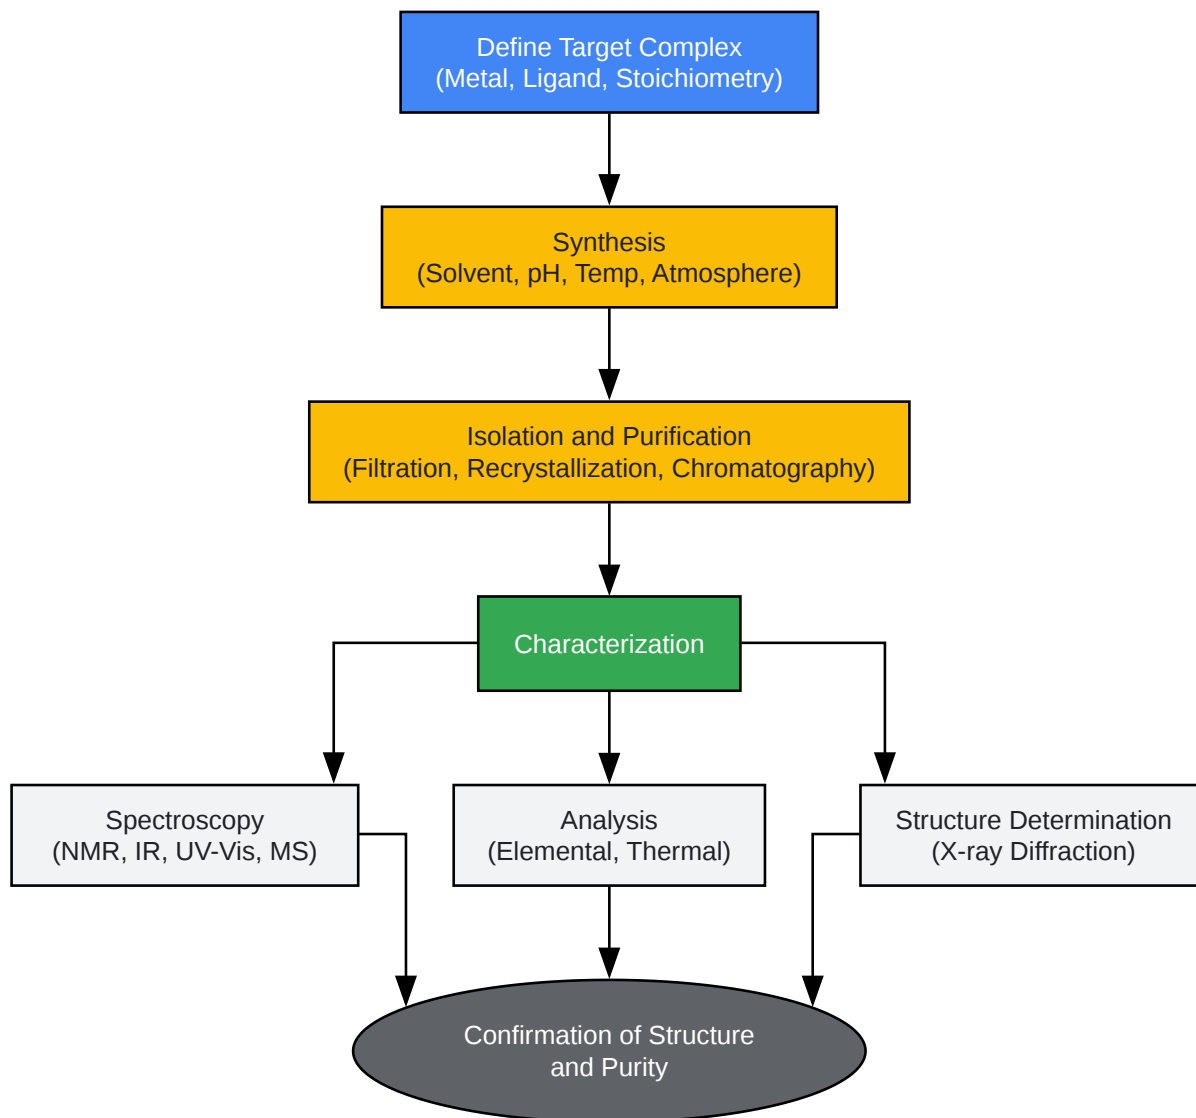 Define Target Complex
(Metal, Ligand, Stoichiometry)
Synthesis
(Solvent, pH, Temp, Atmosphere)
Isolation and Purification
(Filtration, Recrystallization, Chromatography)
Characterization
Spectroscopy
(NMR, IR, UV-Vis, MS)
Analysis
(Elemental, Thermal)
Structure Determination
(X-ray Diffraction)
Confirmation of Structure
and Purity